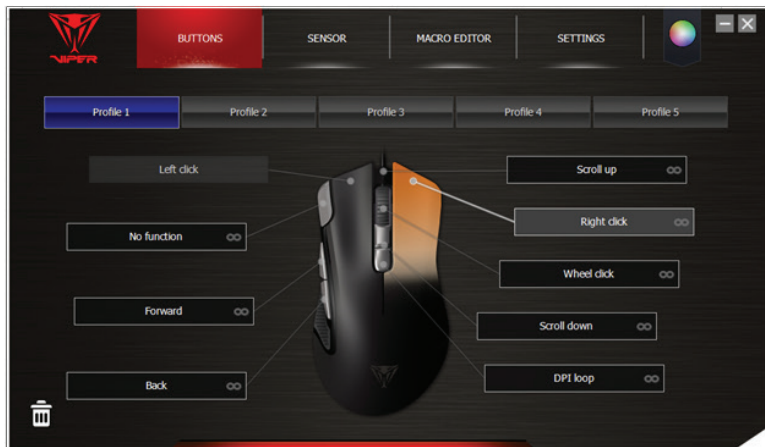 VIPER
BUTTONS
SENSOR
MACRO EDITOR
SETTINGS
Profile 1
Profile 2
Profile 3
Profile 4
Profile 5
Left click
Scroll up
Right click
No function
Wheel click
Forward
Scroll down
Back
DPI loop